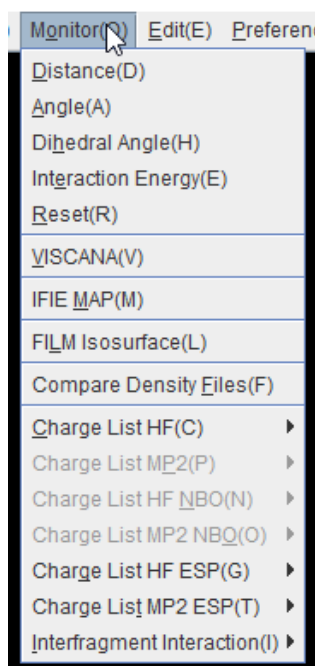 Monitor(O) Edit(E) Preferen
Distance(D)
Angle(A)
Dihedral Angle(H)
Interaction Energy(E)
Reset(R)
VISCANA(V)
IFIE MAP(M)
FILM Isosurface(L)
Compare Density Files(F)
Charge List HF(C)
Charge List MP2(P)
Charge List HF NBO(N)
Charge List MP2 NBO(O)
Charge List HF ESP(G)
Charge List MP2 ESP(T)
Interfragment Interaction(I)